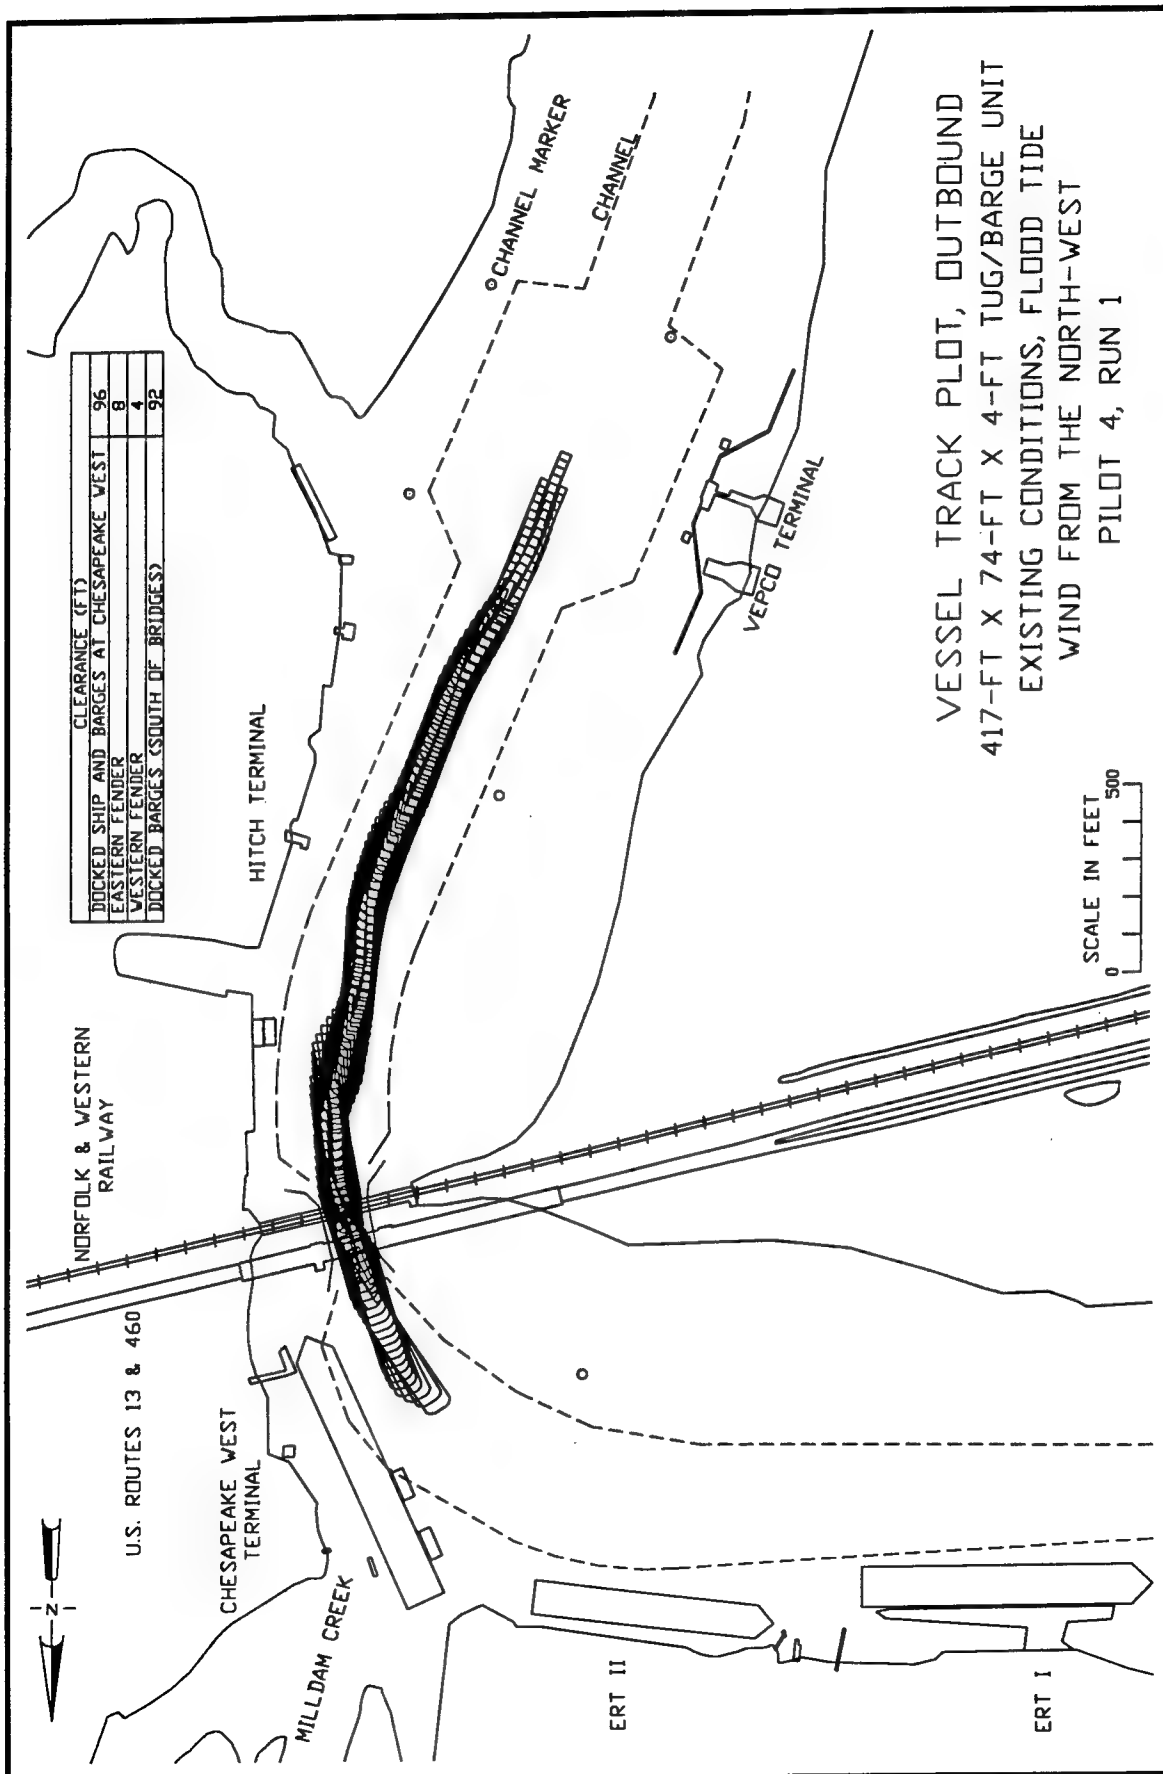 CLEARANCE (FT)
DOCKED SHIP AND BARGES AT CHESAPEAKE WEST 96
EASTERN FENDER 8
WESTERN FENDER 4
DOCKED BARGES (SOUTH OF BRIDGES) 92
N
U.S. ROUTES 13 & 460
NORFOLK & WESTERN
RAILWAY
CHESAPEAKE WEST
TERMINAL
MILLDAM CREEK
HITCH TERMINAL
CHANNEL MARKER
CHANNEL
VEPCO TERMINAL
ERT II
ERT I
SCALE IN FEET
0 500
VESSEL TRACK PLOT, OUTBOUND
417-FT X 74-FT X 4-FT TUG/BARGE UNIT
EXISTING CONDITIONS, FLOOD TIDE
WIND FROM THE NORTH-WEST
PILOT 4, RUN 1